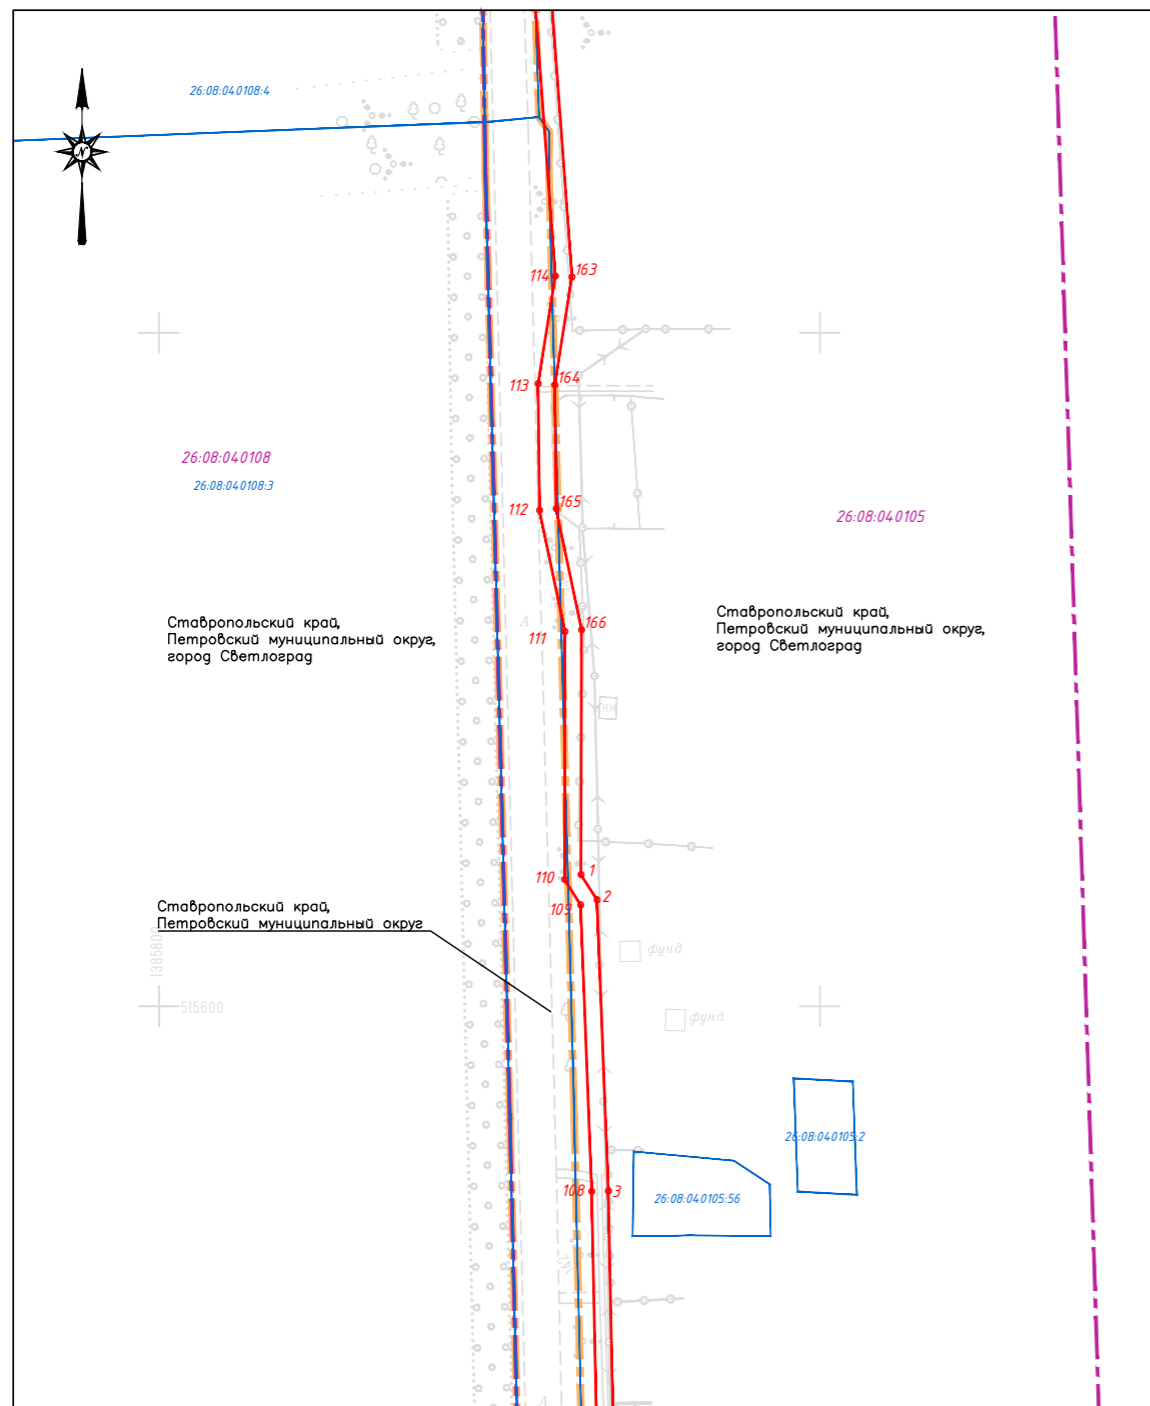 26:08:040108:4
N
114
163
113
164
26:08:040108
26:08:040108:3
112
165
26:08:040105
Ставропольский край,
Петровский муниципальный округ,
город Светлоград
Ставропольский край,
Петровский муниципальный округ,
город Светлоград
А
111
166
НН
110
1
2
109
Ставропольский край,
Петровский муниципальный округ
1385800
фунд.
515600
фунд.
26:08:040105:2
108
3
26:08:040105:56
142
А